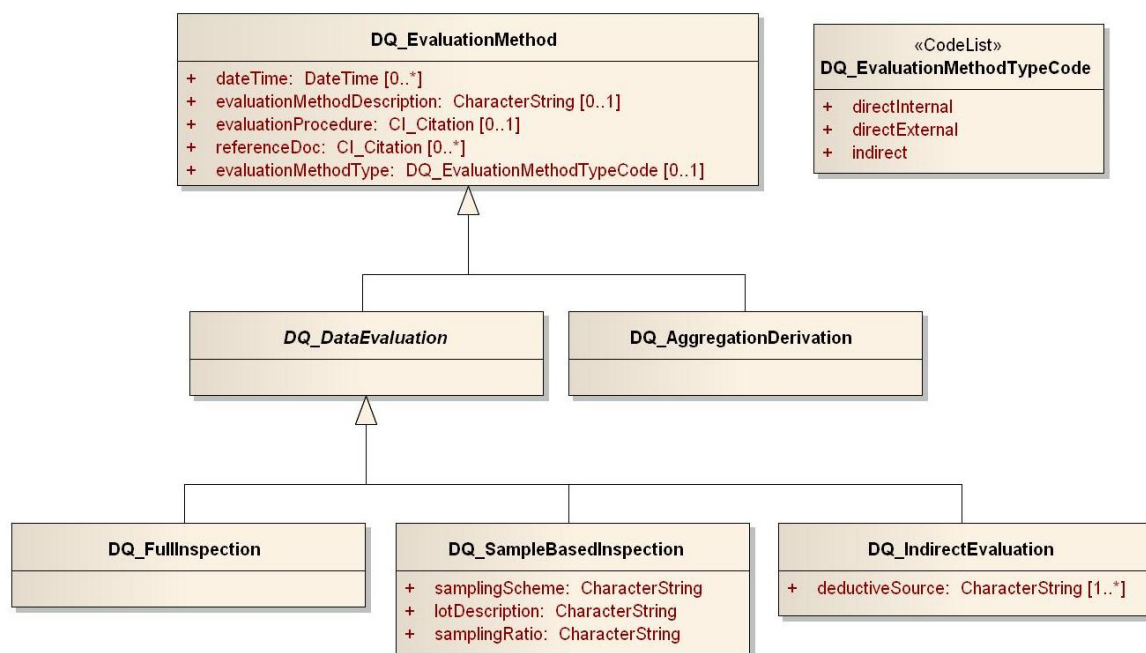 DQ_EvaluationMethod
+ dateTime: DateTime [0..*]
+ evaluationMethodDescription: CharacterString [0..1]
+ evaluationProcedure: CI_Citation [0..1]
+ referenceDoc: CI_Citation [0..*]
+ evaluationMethodType: DQ_EvaluationMethodTypeCode [0..1]
«CodeList»
DQ_EvaluationMethodTypeCode
+ directInternal
+ directExternal
+ indirect
DQ_DataEvaluation
DQ_AggregationDerivation
DQ_FullInspection
DQ_SampleBasedInspection
+ samplingScheme: CharacterString
+ lotDescription: CharacterString
+ samplingRatio: CharacterString
DQ_IndirectEvaluation
+ deductiveSource: CharacterString [1..*]